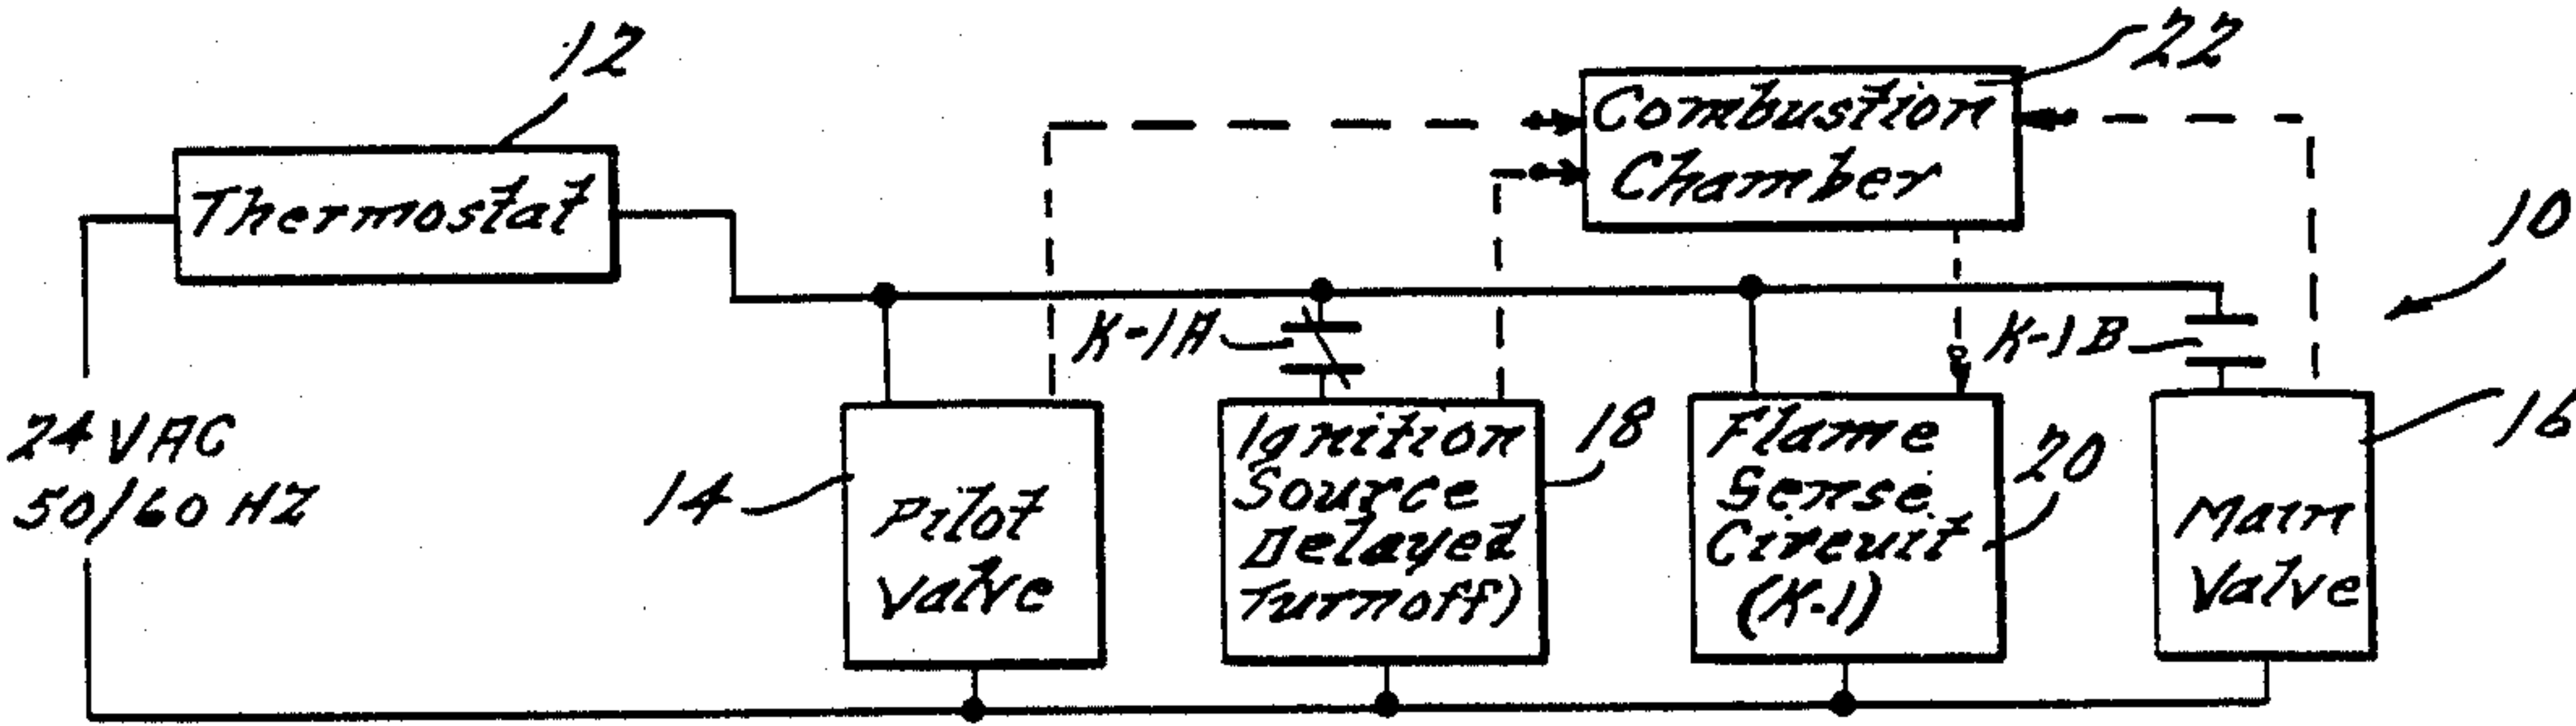 12
22
Combustion
Chamber
Thermostat
10
K-1A
K-1B
24 VAC
50/60 HZ
14
Pilot
Valve
Ignition
Source
Delayed
Turnoff)
18
Flame
Sense
Circuit
(K-1)
20
Main
Valve
16